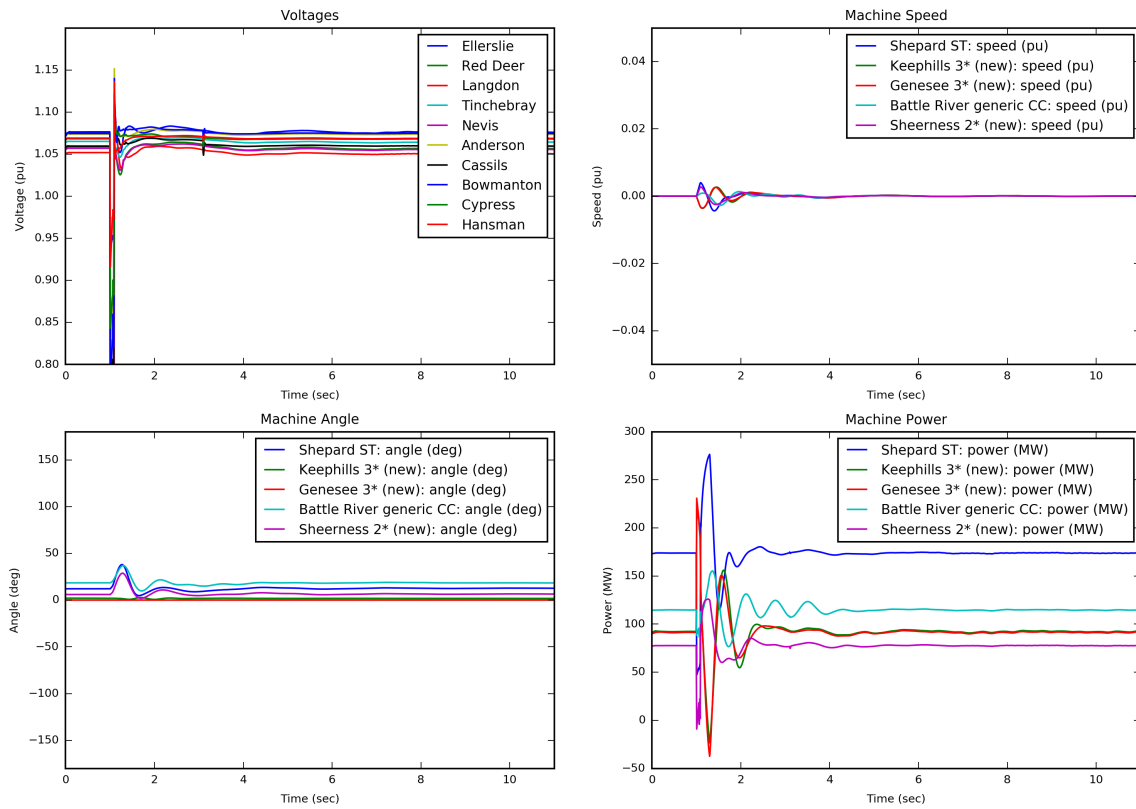 Voltages
1.15
1.10
1.05
1.00
0.95
0.90
0.85
0.80
Voltage (pu)
Ellerslie
Red Deer
Langdon
Tinchebray
Nevis
Anderson
Cassils
Bowmanton
Cypress
Hansman
0 2 4 6 8 10
Time (sec)
Machine Speed
0.04
0.02
0.00
−0.02
−0.04
Speed (pu)
Shepard ST: speed (pu)
Keephills 3* (new): speed (pu)
Genesee 3* (new): speed (pu)
Battle River generic CC: speed (pu)
Sheerness 2* (new): speed (pu)
0 2 4 6 8 10
Time (sec)
Machine Angle
150
100
50
0
−50
−100
−150
Angle (deg)
Shepard ST: angle (deg)
Keephills 3* (new): angle (deg)
Genesee 3* (new): angle (deg)
Battle River generic CC: angle (deg)
Sheerness 2* (new): angle (deg)
0 2 4 6 8 10
Time (sec)
Machine Power
300
250
200
150
100
50
0
−50
Power (MW)
Shepard ST: power (MW)
Keephills 3* (new): power (MW)
Genesee 3* (new): power (MW)
Battle River generic CC: power (MW)
Sheerness 2* (new): power (MW)
0 2 4 6 8 10
Time (sec)